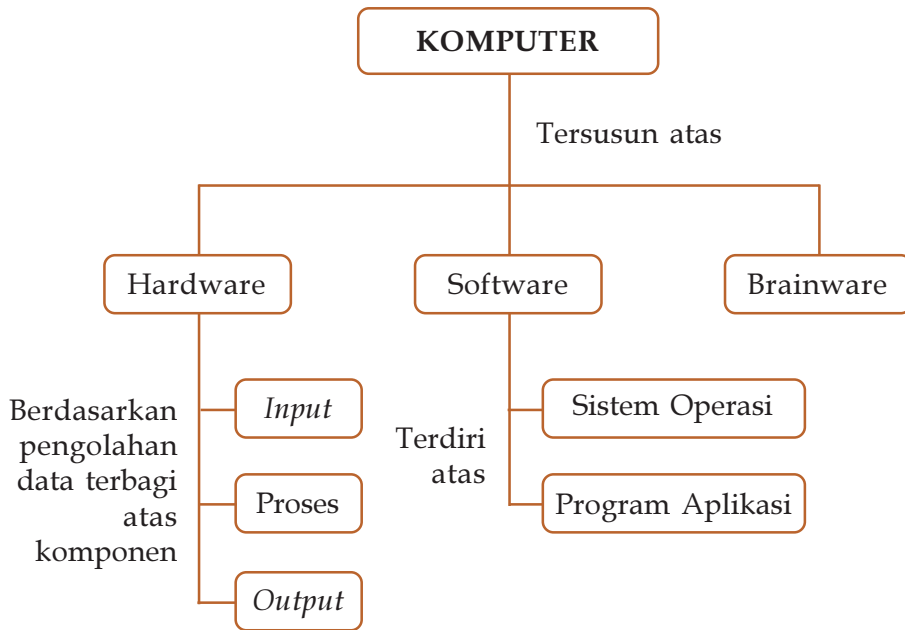 KOMPUTER
Tersusun atas
Hardware
Software
Brainware
Berdasarkan
pengolahan
data terbagi
atas
komponen
Input
Proses
Output
Terdiri
atas
Sistem Operasi
Program Aplikasi